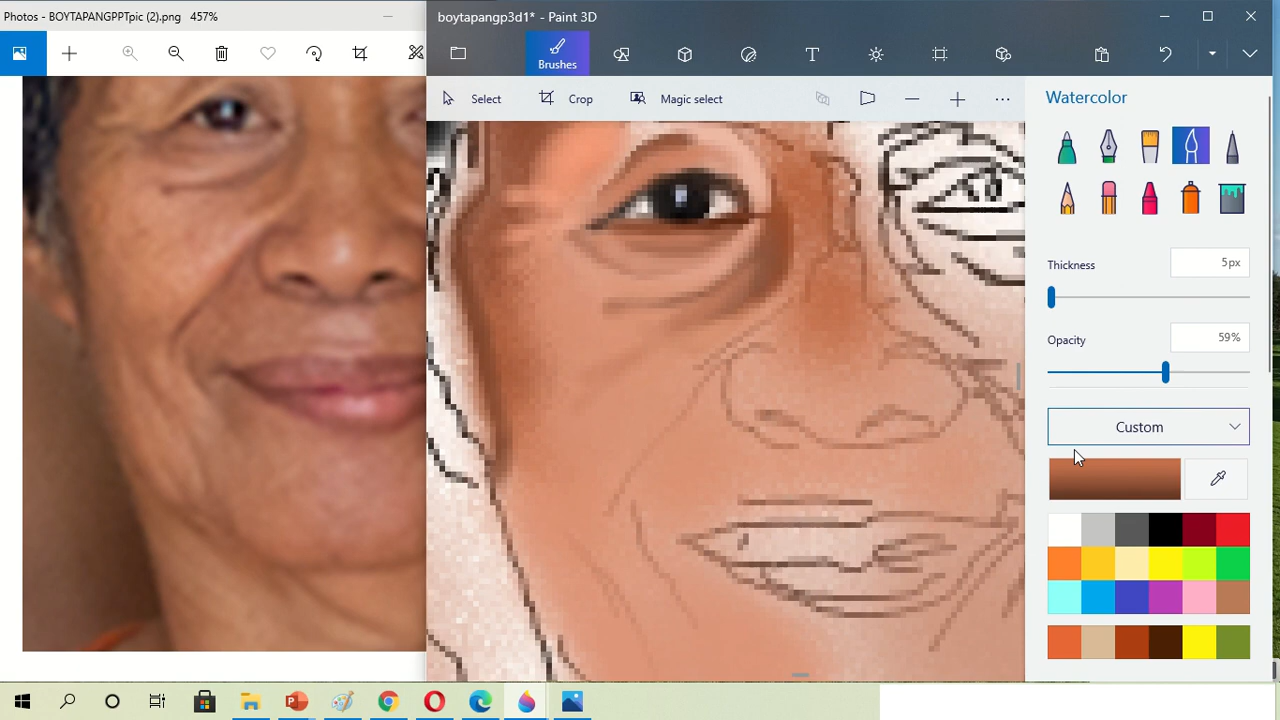 Photos - BOYTAPANGPPTpic (2).png 457%
boytapangp3d1* - Paint 3D
Brushes
Select
Crop
Magic select
Watercolor
Thickness
5px
Opacity
59%
Custom